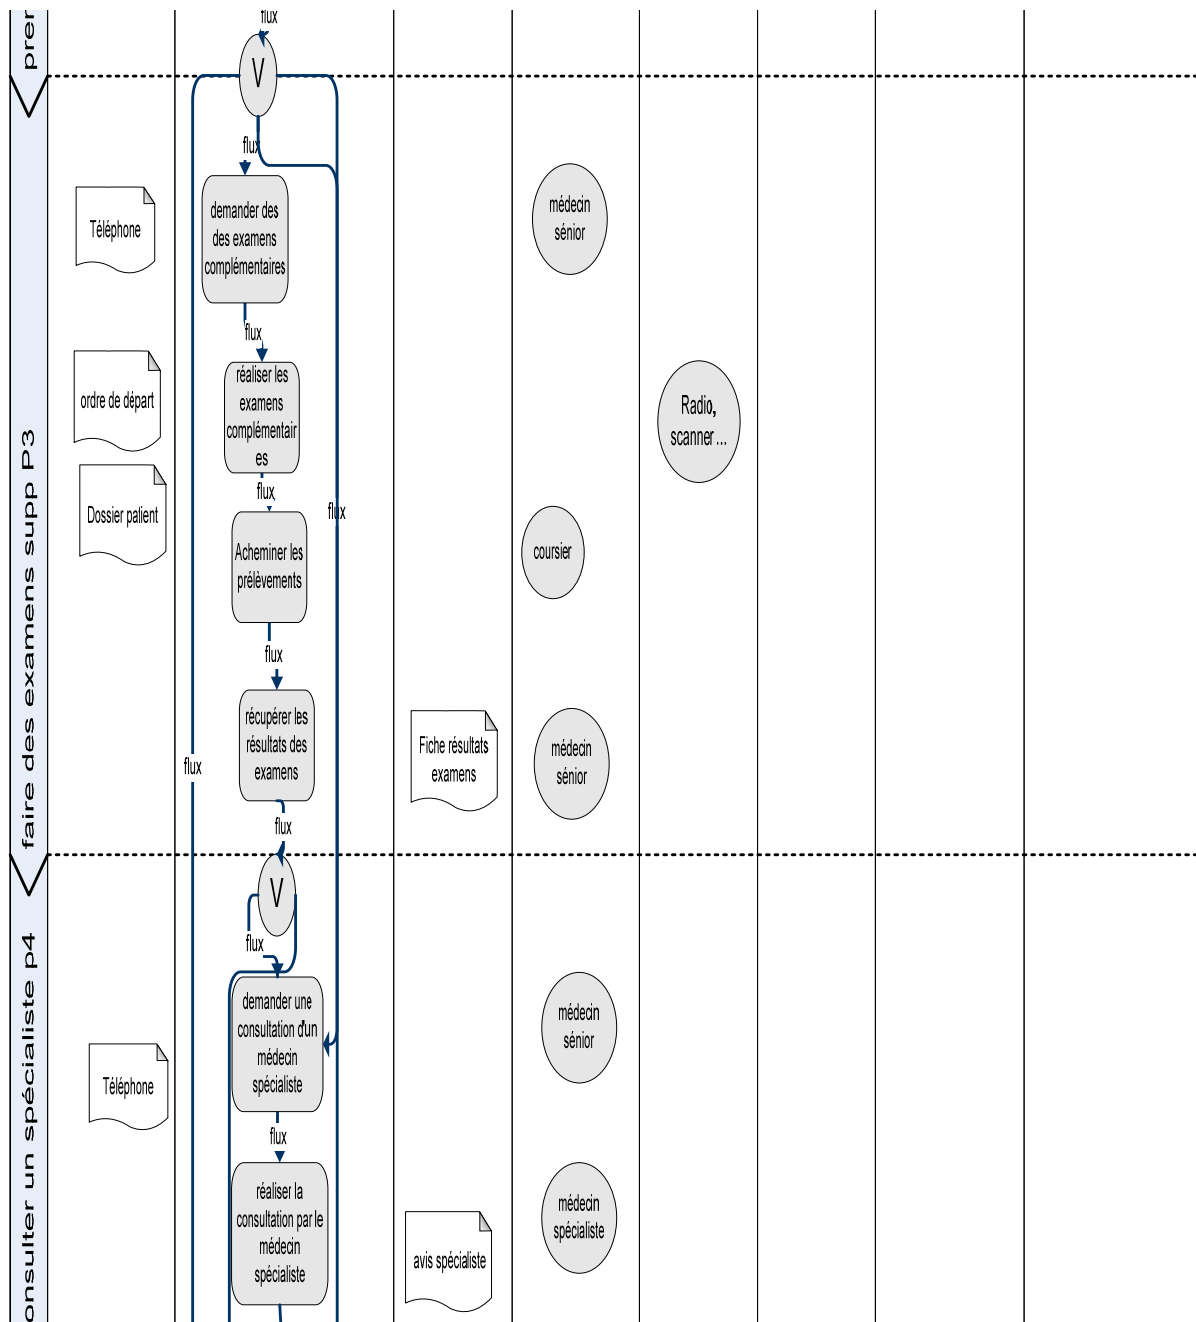 prer
flux
V
flux
Téléphone
demander des
des examens
complémentaires
médecin
sénior
flux
ordre de départ
réaliser les
examens
complémentair
es
Radio,
scanner...
flux
flux
Dossier patient
Acheminer les
prélèvements
coursier
flux
faire des examens supp P3
récupérer les
résultats des
examens
Fiche résultats
examens
médecin
sénior
flux
flux
V
flux
demander une
consultation d'un
médecin
spécialiste
médecin
sénior
Téléphone
flux
onsulter un spécialiste p4
réaliser la
consultation par le
médecin
spécialiste
avis spécialiste
médecin
spécialiste